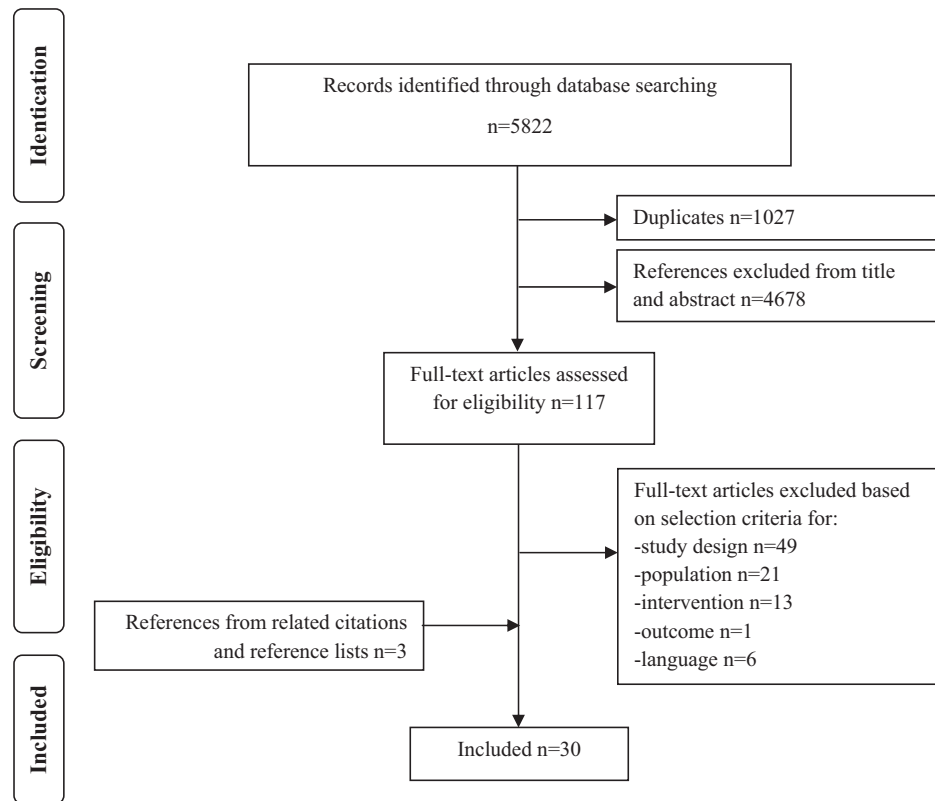 Identication
Records identified through database searching
n=5822
Duplicates n=1027
Screening
References excluded from title
and abstract n=4678
Full-text articles assessed
for eligibility n=117
Eligibility
Full-text articles excluded based
on selection criteria for:
-study design n=49
-population n=21
-intervention n=13
-outcome n=1
-language n=6
References from related citations
and reference lists n=3
Included
Included n=30